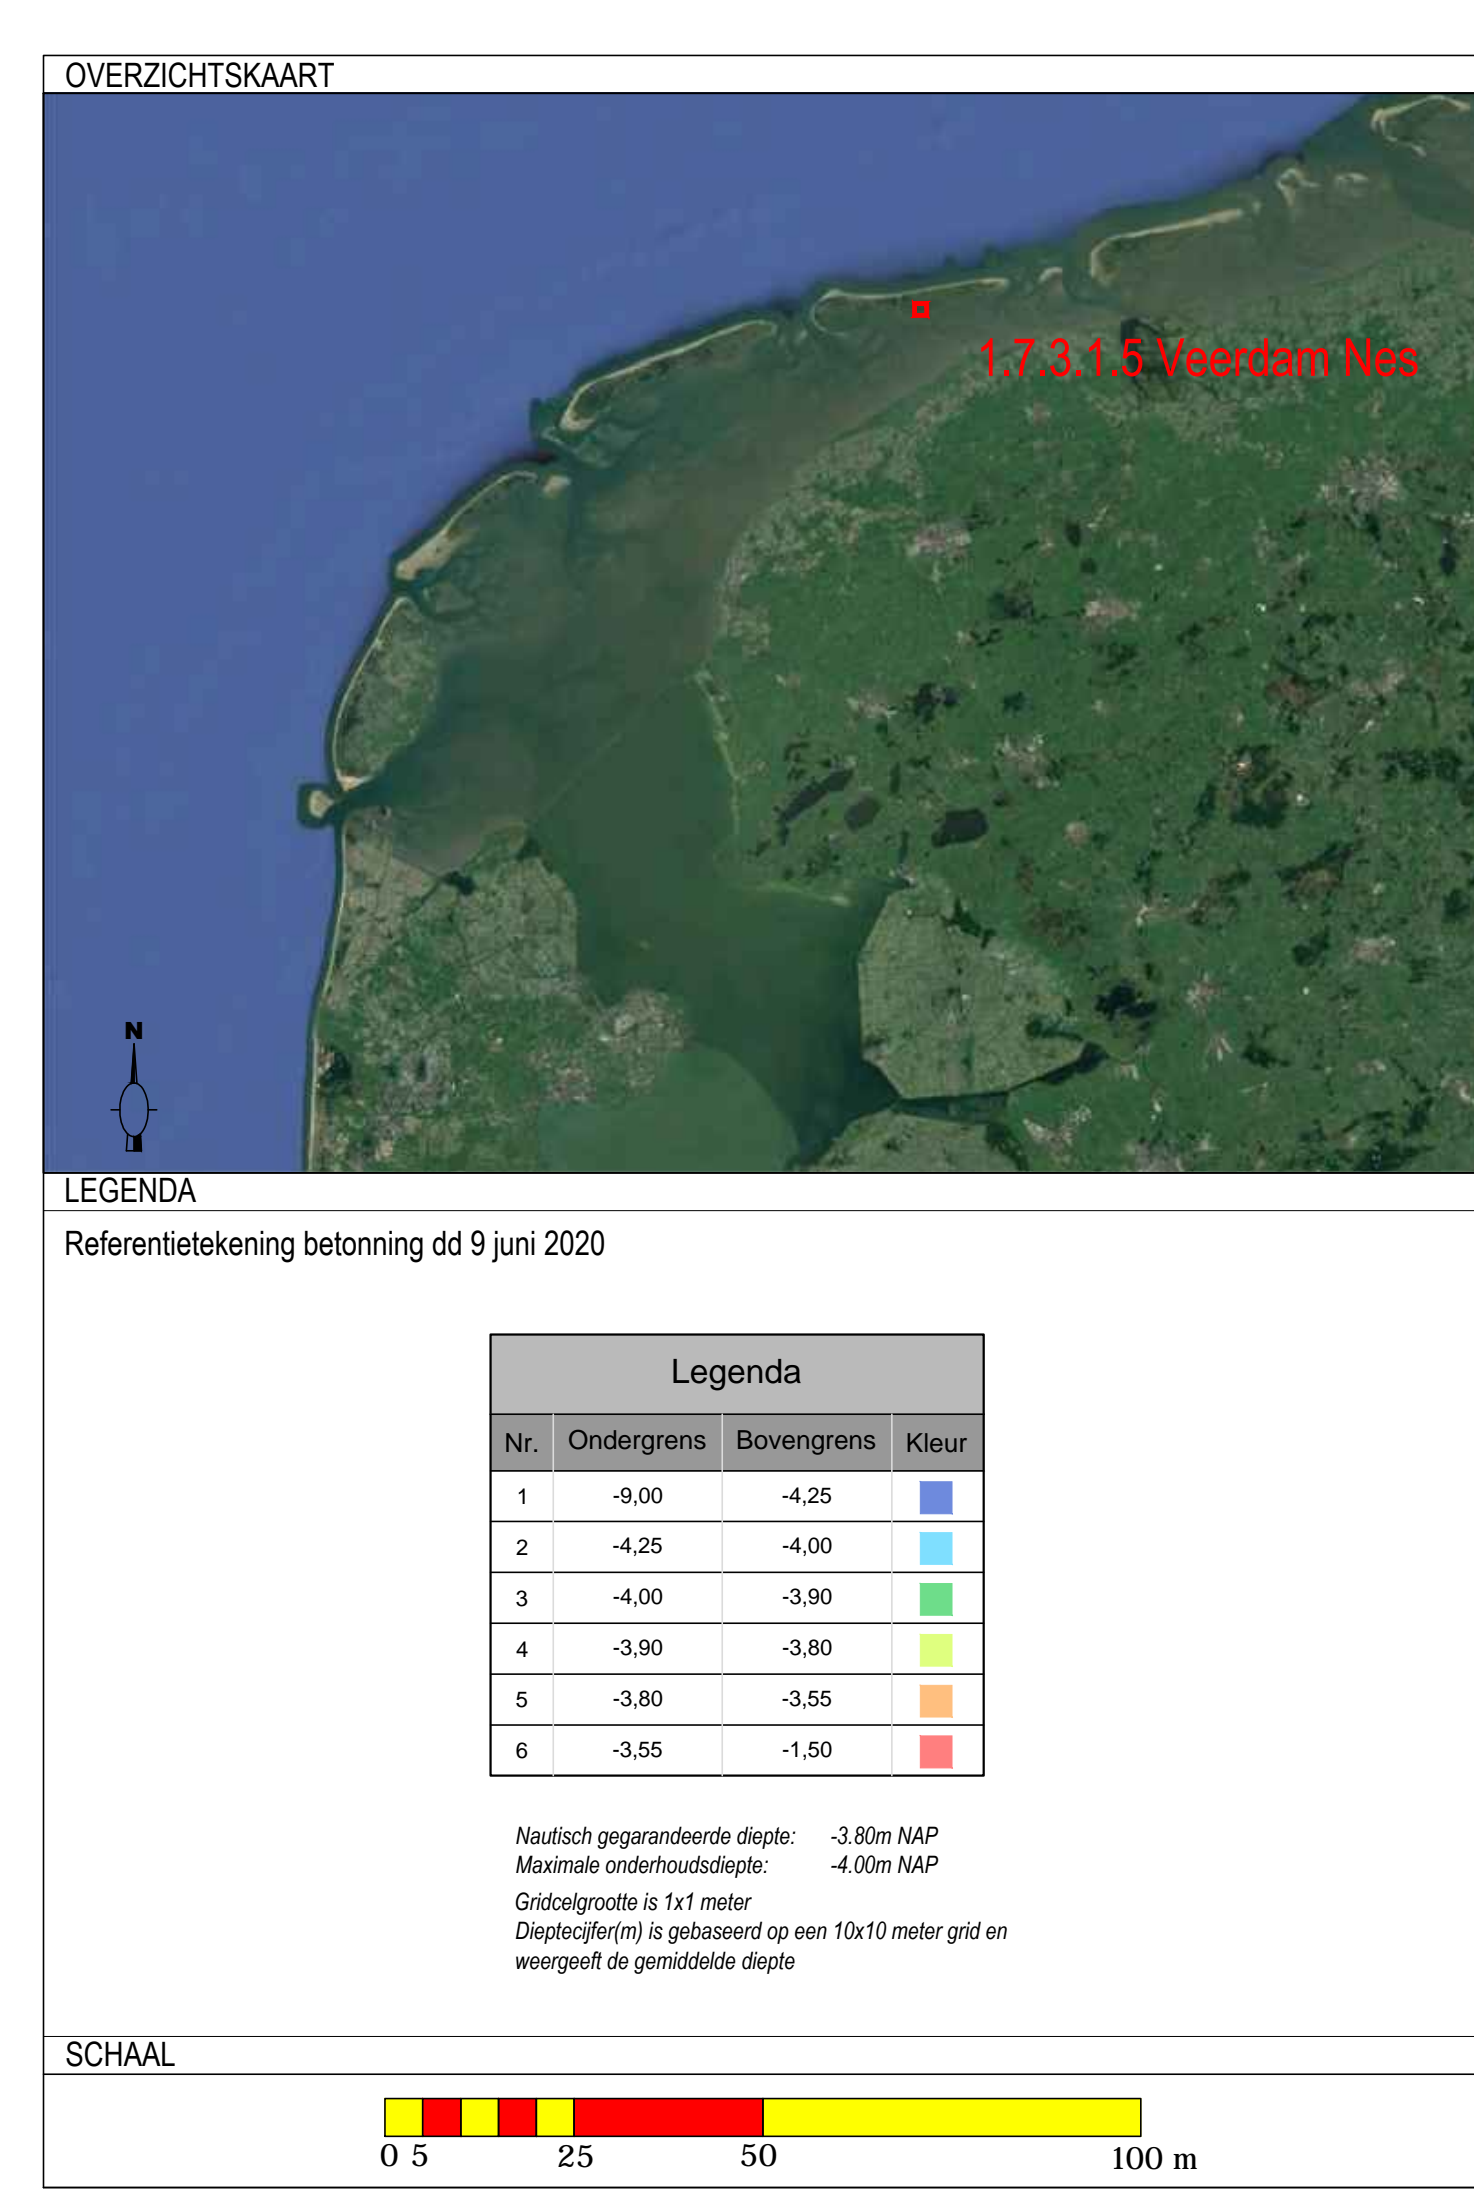 OVERZICHTSKAART
1.7.3.1.5 Veerdam Nes
N
LEGENDA
Referentietekening betonning dd 9 juni 2020
Legenda
Nr. Ondergrens Bovengrens Kleur
1 -9,00 -4,25
2 -4,25 -4,00
3 -4,00 -3,90
4 -3,90 -3,80
5 -3,80 -3,55
6 -3,55 -1,50
Nautisch gegarandeerde diepte: -3.80m NAP
Maximale onderhoudsdiepte: -4.00m NAP
Gridcelgrootte is 1x1 meter
Dieptecijfer(m) is gebaseerd op een 10x10 meter grid en
weergeeft de gemiddelde diepte
SCHAAL
0 5 25 50 100 m